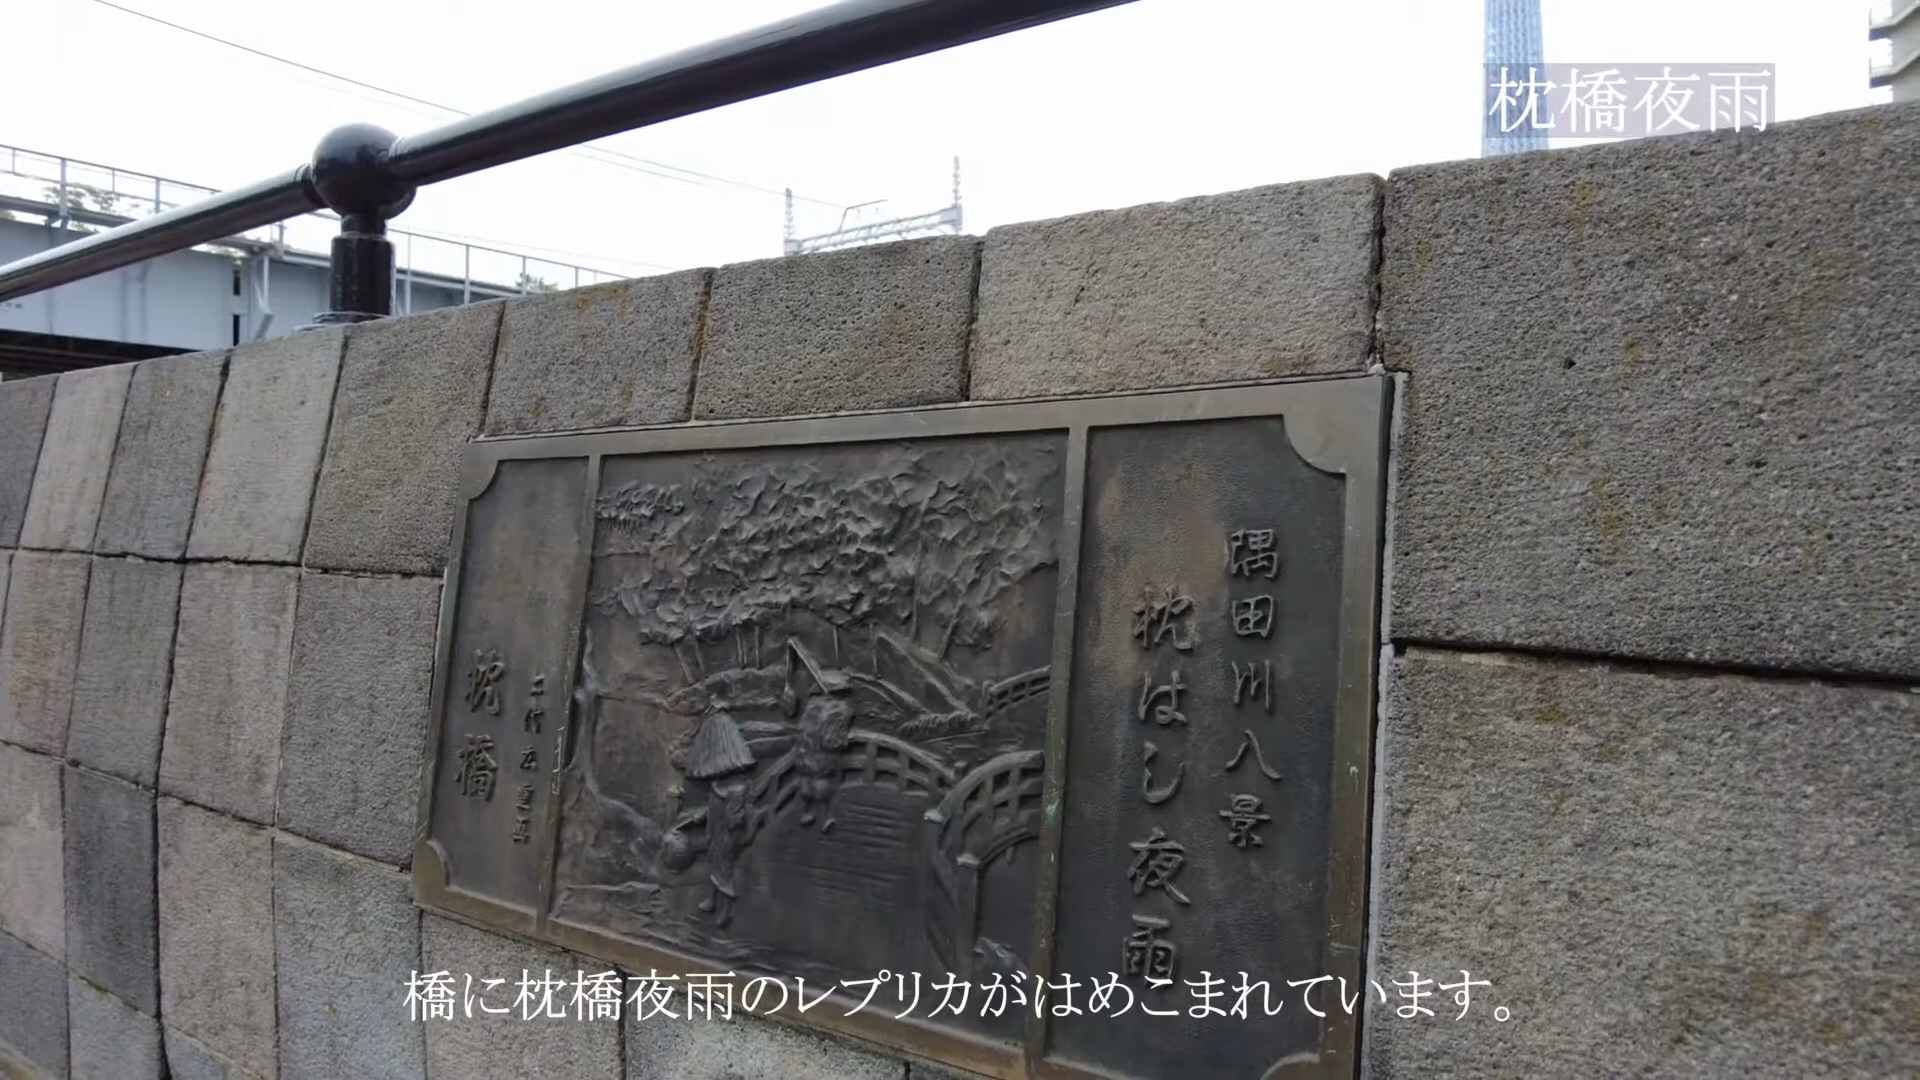 枕橋夜雨
隅田川八景
枕はし夜雨
二代広重画
枕橋
橋に枕橋夜雨のレプリカがはめこまれています。